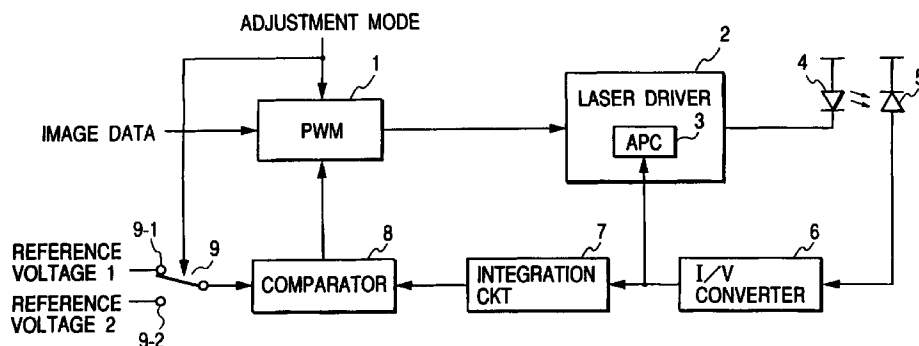 ADJUSTMENT MODE
1
2
4
5
LASER DRIVER
IMAGE DATA
PWM
3
APC
9-1
9
8
7
6
REFERENCE
VOLTAGE 1
COMPARATOR
INTEGRATION
CKT
I/V
CONVERTER
REFERENCE
VOLTAGE 2
9-2